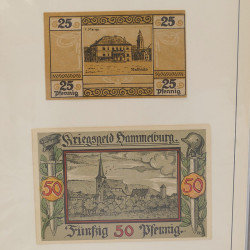 25 25
25 Pfennig 25 Pfennig
Kriegsgeld Hammelburg.
50 50
Fünfzig 50 Pfennig.